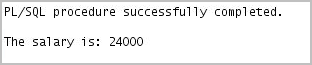 PL/SQL procedure successfully completed.
The salary is: 24000